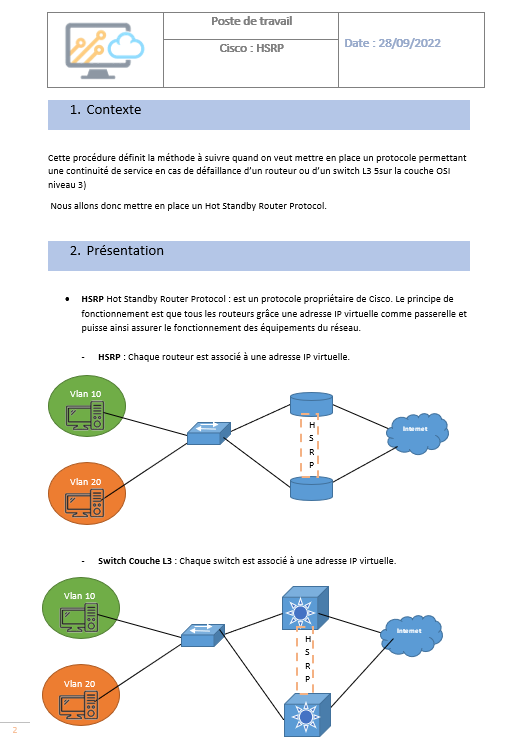 Poste de travail
Cisco : HSRP
Date : 28/09/2022
1. Contexte
Cette procédure définit la méthode à suivre quand on veut mettre en place un protocole permettant
une continuité de service en cas de défaillance d'un routeur ou d'un switch L3 5sur la couche OSI
niveau 3)
Nous allons donc mettre en place un Hot Standby Router Protocol.
2. Présentation
• HSRP Hot Standby Router Protocol : est un protocole propriétaire de Cisco. Le principe de
fonctionnement est que tous les routeurs grâce une adresse IP virtuelle comme passerelle et
puisse ainsi assurer le fonctionnement des équipements du réseau.
- HSRP : Chaque routeur est associé à une adresse IP virtuelle.
Vlan 10
Vlan 20
H
S
R
P
Internet
- Switch Couche L3 : Chaque switch est associé à une adresse IP virtuelle.
Vlan 10
Vlan 20
H
S
R
P
Internet
2